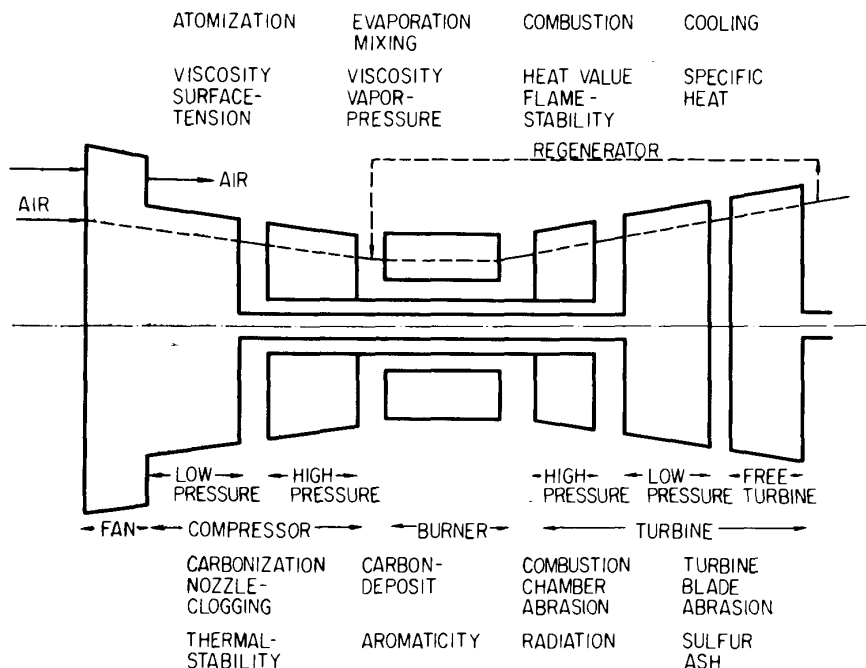 ATOMIZATION EVAPORATION COMBUSTION COOLING
MIXING
VISCOSITY VISCOSITY HEAT VALUE SPECIFIC
SURFACE- VAPOR- FLAME- HEAT
TENSION PRESSURE STABILITY
REGENERATOR
AIR
AIR
LOW HIGH HIGH LOW FREE
PRESSURE PRESSURE PRESSURE PRESSURE TURBINE
FAN COMPRESSOR BURNER TURBINE
CARBONIZATION CARBON- COMBUSTION TURBINE
NOZZLE- DEPOSIT CHAMBER BLADE
CLOGGING ABRASION ABRASION
THERMAL- AROMATICITY RADIATION SULFUR
STABILITY ASH